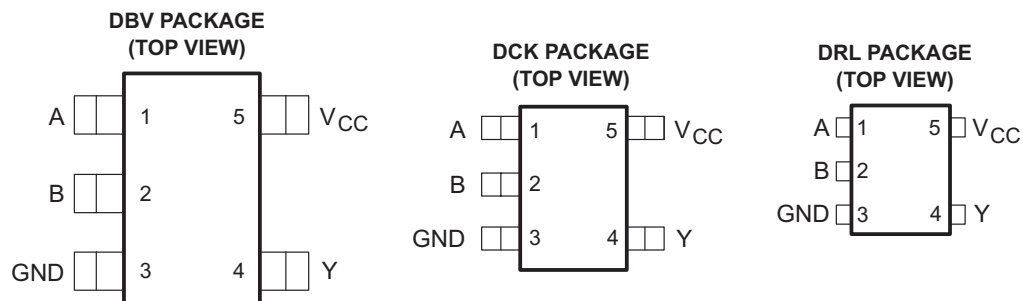 DBV PACKAGE
(TOP VIEW)
A 1 5 VCC
B 2
GND 3 4 Y
DCK PACKAGE
(TOP VIEW)
A 1 5 VCC
B 2
GND 3 4 Y
DRL PACKAGE
(TOP VIEW)
A 1 5 VCC
B 2
GND 3 4 Y